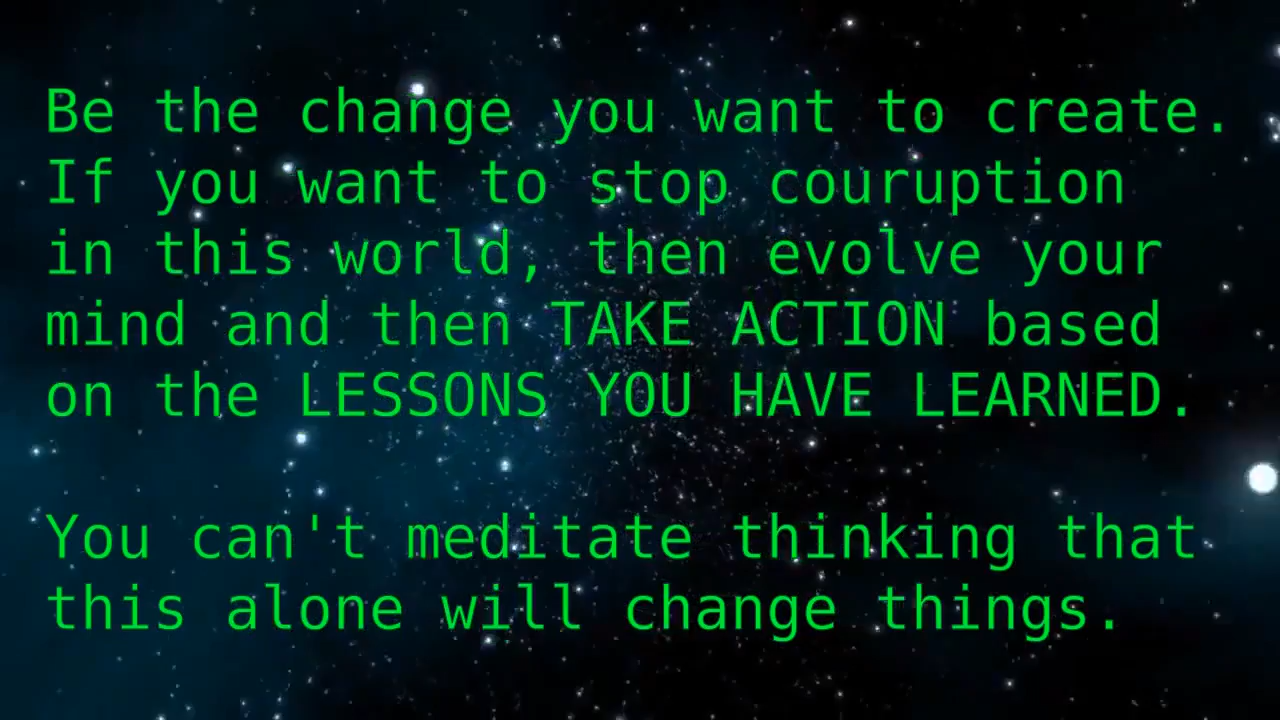 Be the change you want to create.
If you want to stop couruption
in this world, then evolve your
mind and then TAKE ACTION based
on the LESSONS YOU HAVE LEARNED.
You can't meditate thinking that
this alone will change things.